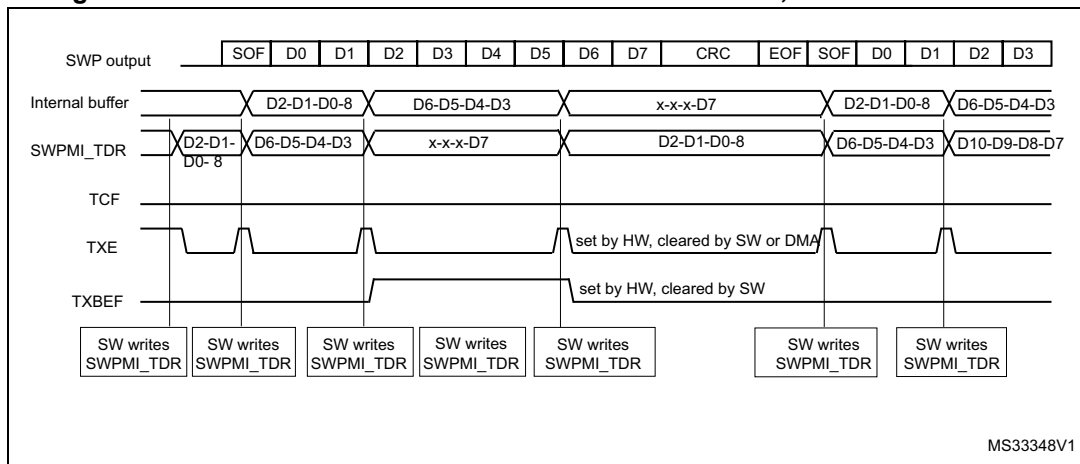 SWP output SOF D0 D1 D2 D3 D4 D5 D6 D7 CRC EOF SOF D0 D1 D2 D3
Internal buffer D2-D1-D0-8 D6-D5-D4-D3 x-x-x-D7 D2-D1-D0-8 D6-D5-D4-D3
SWPMI_TDR D2-D1- D6-D5-D4-D3 x-x-x-D7 D2-D1-D0-8 D6-D5-D4-D3 D10-D9-D8-D7
D0- 8
TCF
TXE set by HW, cleared by SW or DMA
TXBEF set by HW, cleared by SW
SW writes SW writes SW writes SW writes SW writes SW writes SW writes
SWPMI_TDR SWPMI_TDR SWPMI_TDR SWPMI_TDR SWPMI_TDR SWPMI_TDR SWPMI_TDR
MS33348V1